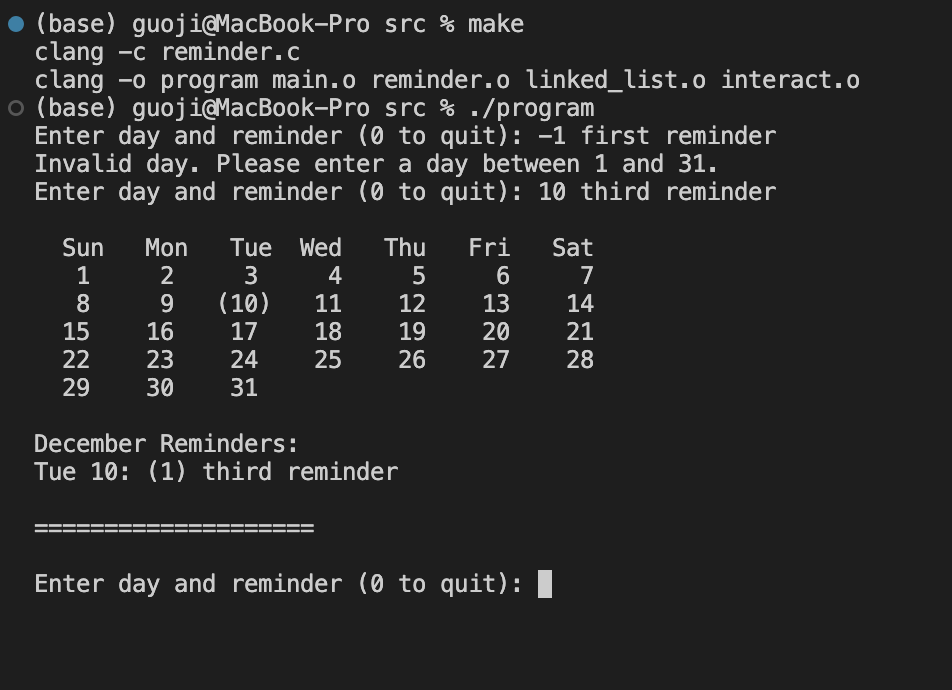 (base) guoji@MacBook-Pro src % make
clang -c reminder.c
clang -o program main.o reminder.o linked_list.o interact.o
(base) guoji@MacBook-Pro src % ./program
Enter day and reminder (0 to quit): -1 first reminder
Invalid day. Please enter a day between 1 and 31.
Enter day and reminder (0 to quit): 10 third reminder
Sun Mon Tue Wed Thu Fri Sat
1 2 3 4 5 6 7
8 9 (10) 11 12 13 14
15 16 17 18 19 20 21
22 23 24 25 26 27 28
29 30 31
December Reminders:
Tue 10: (1) third reminder
====================
Enter day and reminder (0 to quit):